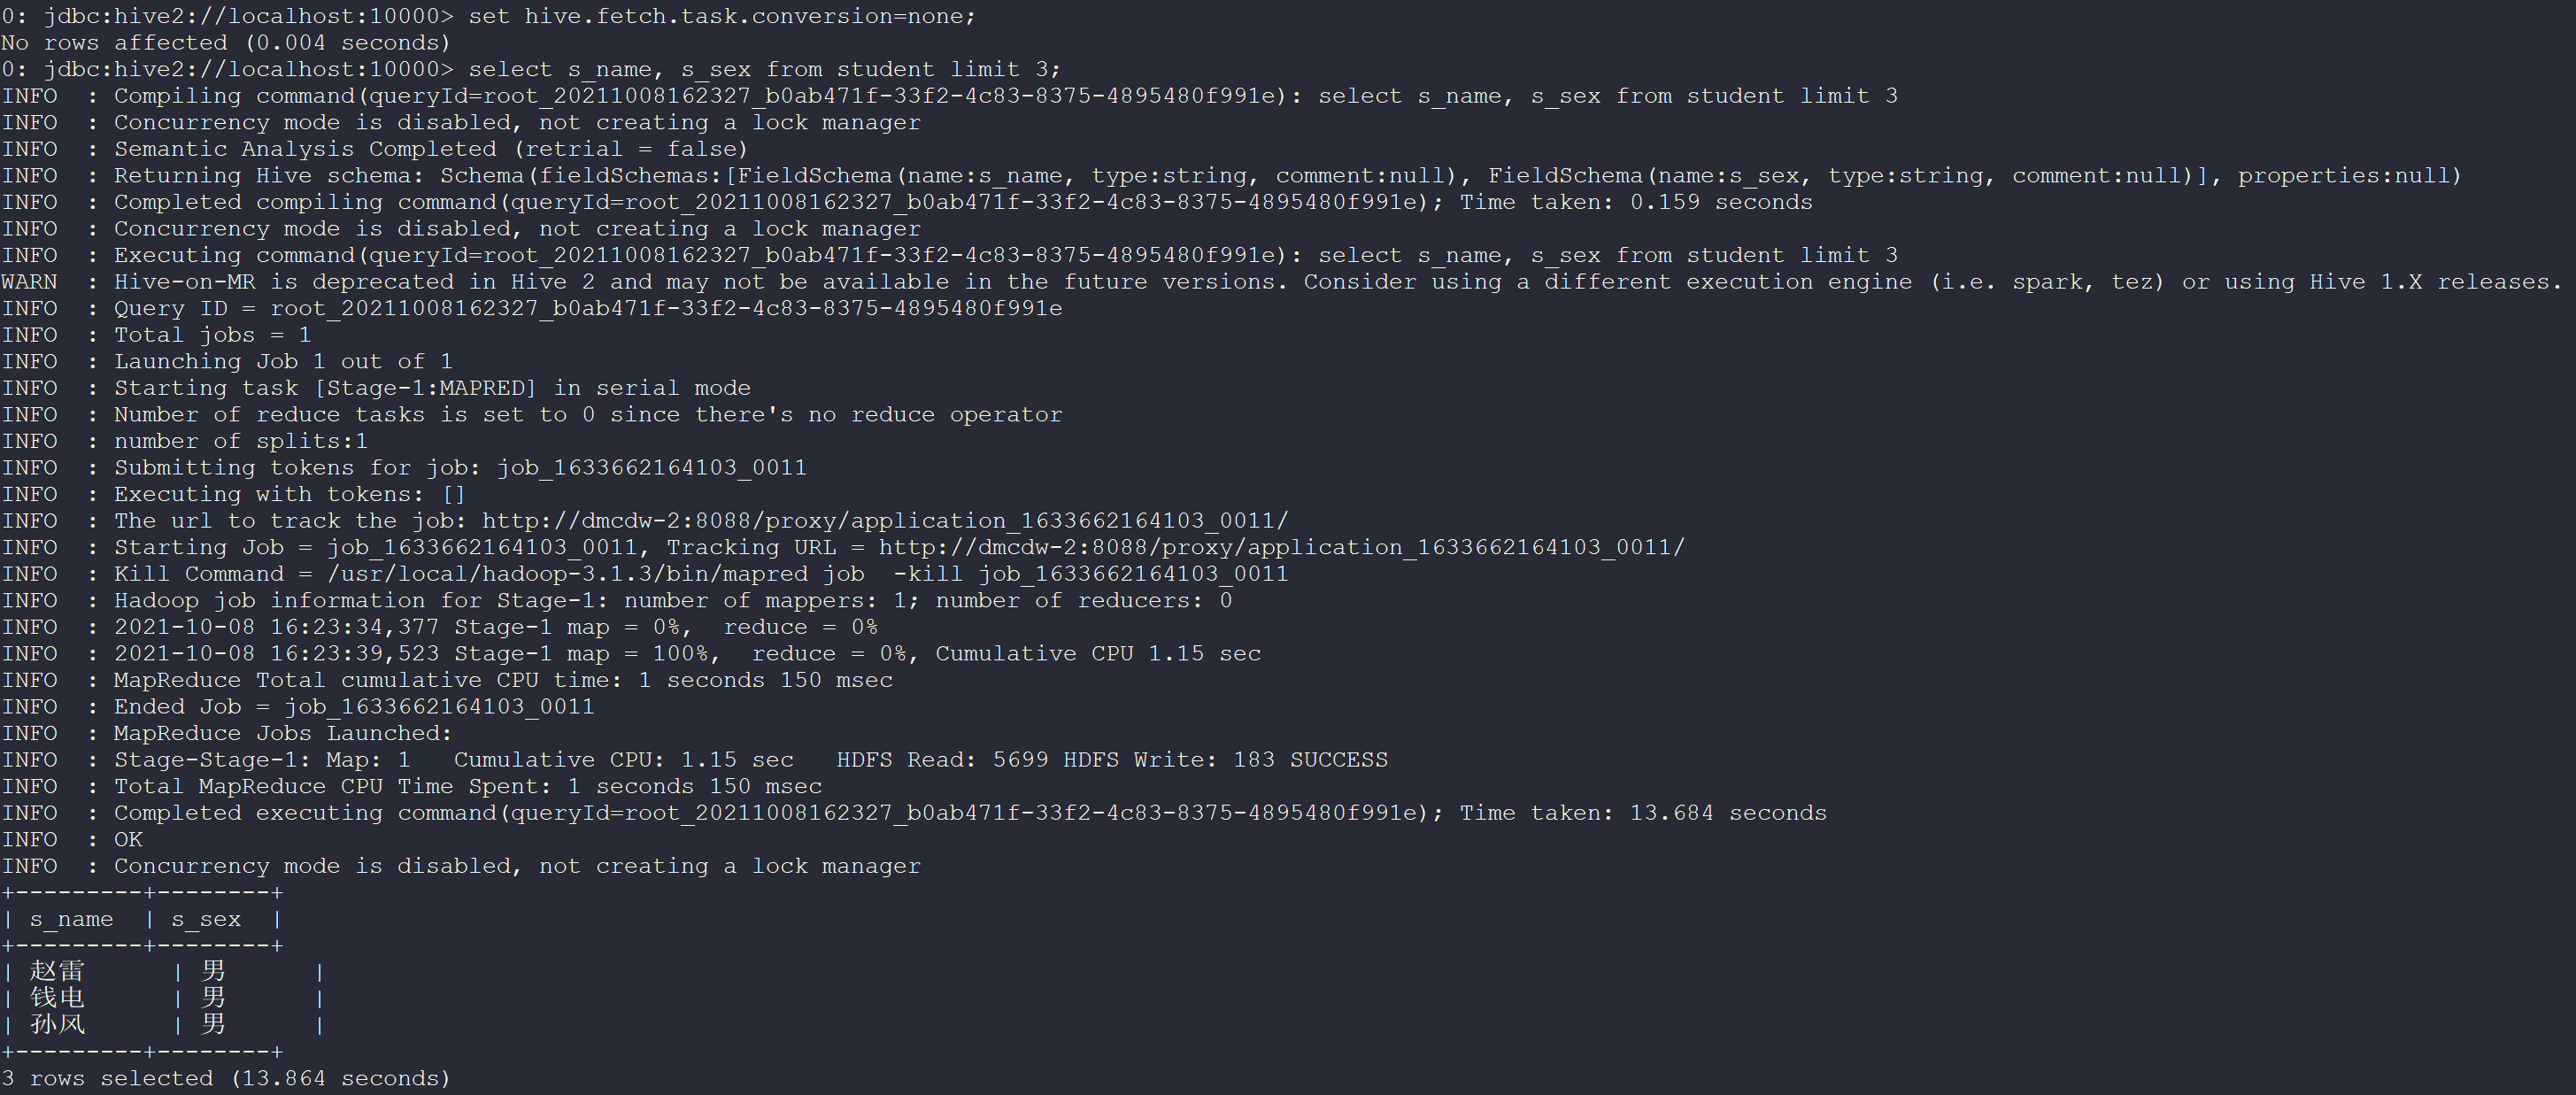 0: jdbc:hive2://localhost:10000> set hive.fetch.task.conversion=none;
No rows affected (0.004 seconds)
0: jdbc:hive2://localhost:10000> select s_name, s_sex from student limit 3;
INFO  : Compiling command(queryId=root_20211008162327_b0ab471f-33f2-4c83-8375-4895480f991e): select s_name, s_sex from student limit 3
INFO  : Concurrency mode is disabled, not creating a lock manager
INFO  : Semantic Analysis Completed (retrial = false)
INFO  : Returning Hive schema: Schema(fieldSchemas:[FieldSchema(name:s_name, type:string, comment:null), FieldSchema(name:s_sex, type:string, comment:null)], properties:null)
INFO  : Completed compiling command(queryId=root_20211008162327_b0ab471f-33f2-4c83-8375-4895480f991e); Time taken: 0.159 seconds
INFO  : Concurrency mode is disabled, not creating a lock manager
INFO  : Executing command(queryId=root_20211008162327_b0ab471f-33f2-4c83-8375-4895480f991e): select s_name, s_sex from student limit 3
WARN  : Hive-on-MR is deprecated in Hive 2 and may not be available in the future versions. Consider using a different execution engine (i.e. spark, tez) or using Hive 1.X releases.
INFO  : Query ID = root_20211008162327_b0ab471f-33f2-4c83-8375-4895480f991e
INFO  : Total jobs = 1
INFO  : Launching Job 1 out of 1
INFO  : Starting task [Stage-1:MAPRED] in serial mode
INFO  : Number of reduce tasks is set to 0 since there's no reduce operator
INFO  : number of splits:1
INFO  : Submitting tokens for job: job_1633662164103_0011
INFO  : Executing with tokens: []
INFO  : The url to track the job: http://dmcdw-2:8088/proxy/application_1633662164103_0011/
INFO  : Starting Job = job_1633662164103_0011, Tracking URL = http://dmcdw-2:8088/proxy/application_1633662164103_0011/
INFO  : Kill Command = /usr/local/hadoop-3.1.3/bin/mapred job  -kill job_1633662164103_0011
INFO  : Hadoop job information for Stage-1: number of mappers: 1; number of reducers: 0
INFO  : 2021-10-08 16:23:34,377 Stage-1 map = 0%,  reduce = 0%
INFO  : 2021-10-08 16:23:39,523 Stage-1 map = 100%,  reduce = 0%, Cumulative CPU 1.15 sec
INFO  : MapReduce Total cumulative CPU time: 1 seconds 150 msec
INFO  : Ended Job = job_1633662164103_0011
INFO  : MapReduce Jobs Launched:
INFO  : Stage-Stage-1: Map: 1   Cumulative CPU: 1.15 sec   HDFS Read: 5699 HDFS Write: 183 SUCCESS
INFO  : Total MapReduce CPU Time Spent: 1 seconds 150 msec
INFO  : Completed executing command(queryId=root_20211008162327_b0ab471f-33f2-4c83-8375-4895480f991e); Time taken: 13.684 seconds
INFO  : OK
INFO  : Concurrency mode is disabled, not creating a lock manager
+---------+--------+
| s_name  | s_sex  |
+---------+--------+
| 赵雷      | 男      |
| 钱电      | 男      |
| 孙风      | 男      |
+---------+--------+
3 rows selected (13.864 seconds)